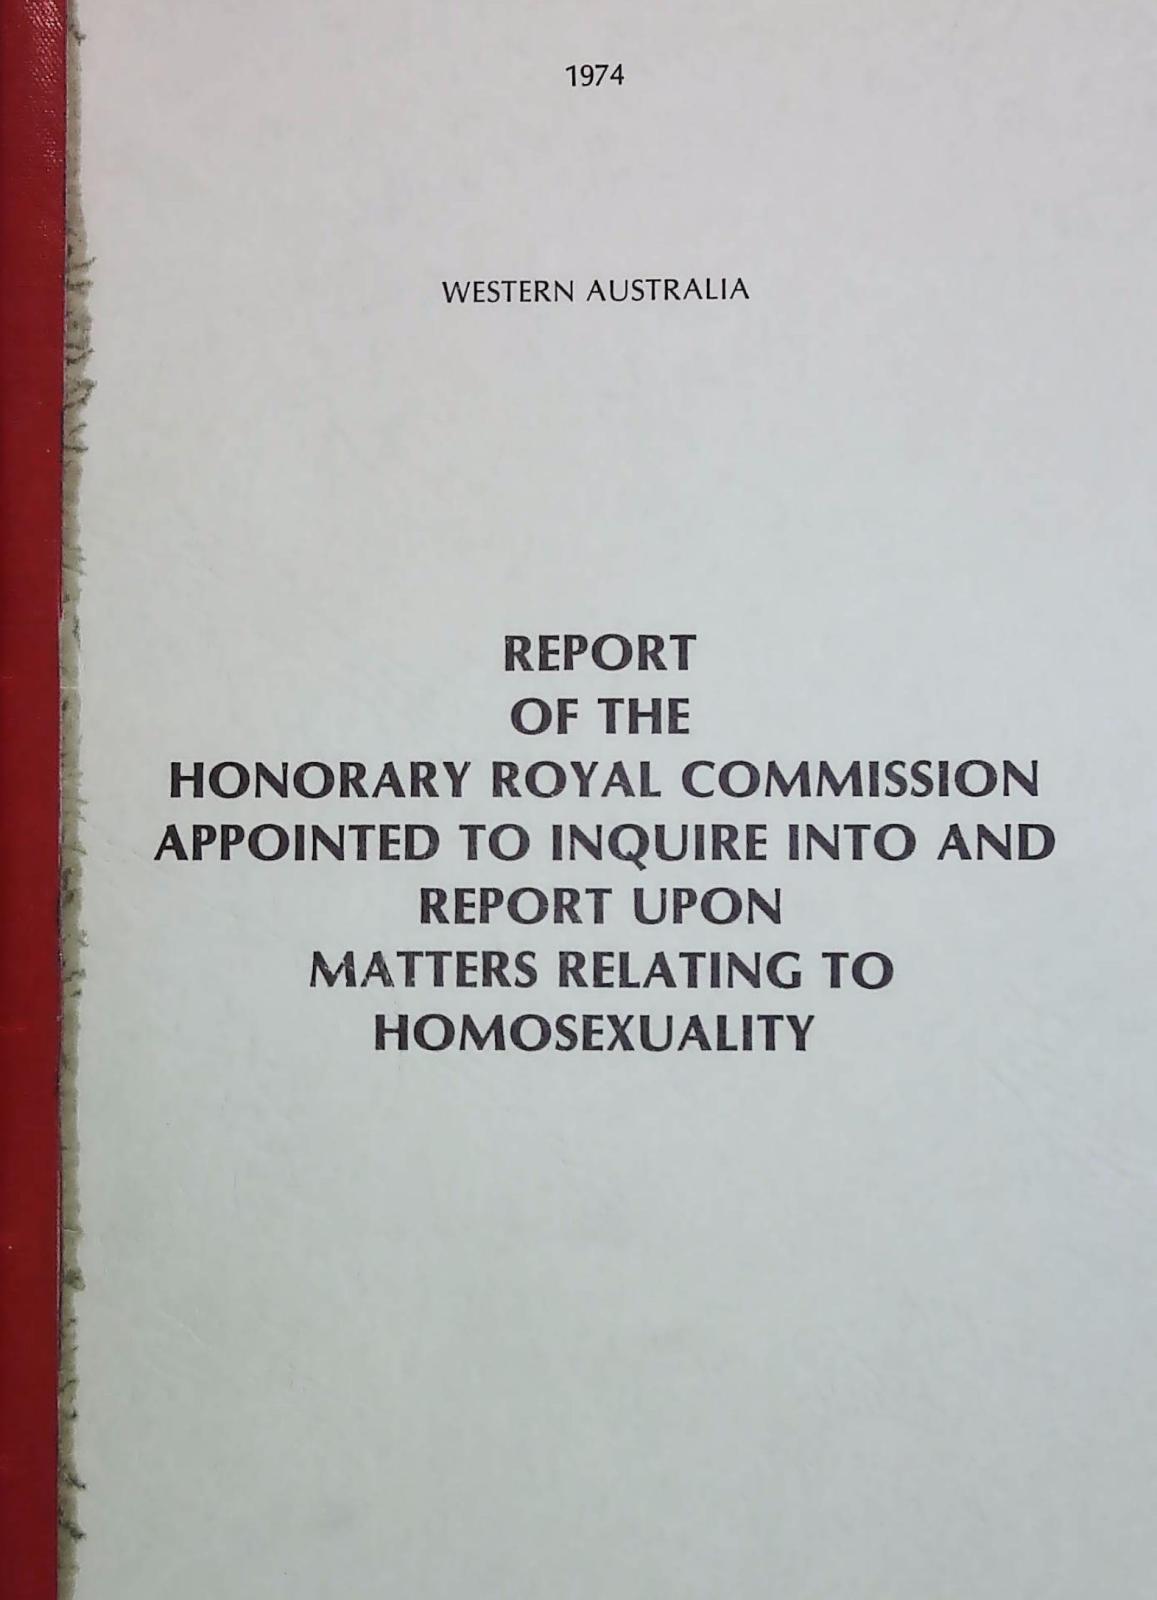 1974
WESTERN AUSTRALIA
REPORT
OF THE
HONORARY ROYAL COMMISSION
APPOINTED TO INQUIRE INTO AND
REPORT UPON
MATTERS RELATING TO
HOMOSEXUALITY